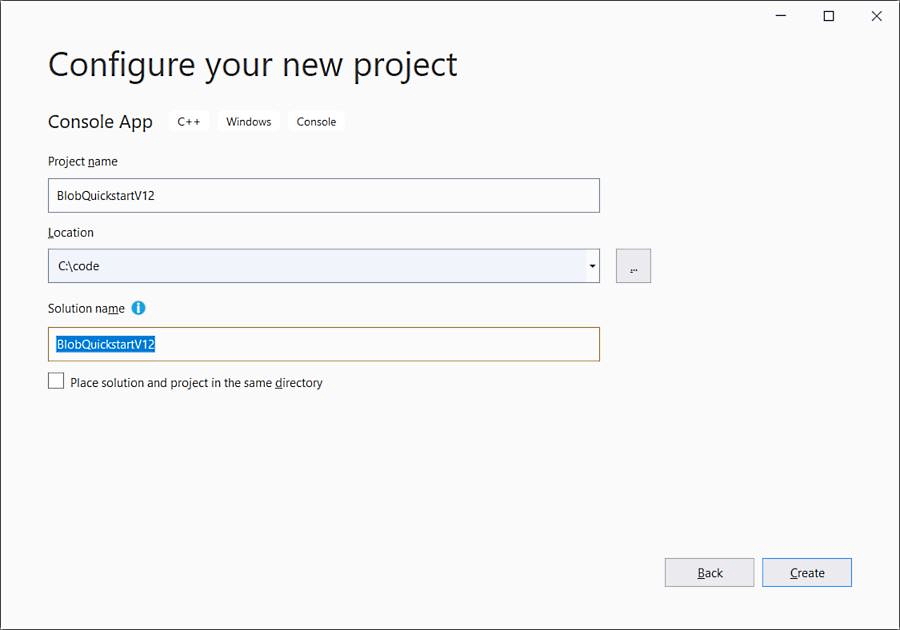 Configure your new project
Console App C++ Windows Console
Project name
BlobQuickstartV12
Location
C:\code
...
Solution name
BlobQuickstartV12
Place solution and project in the same directory
Back Create